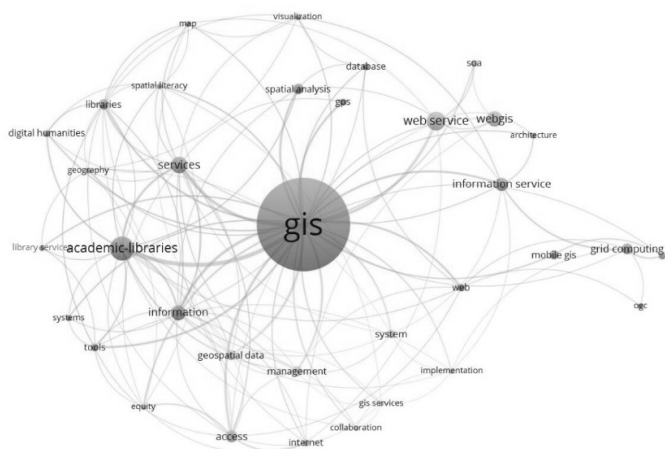 visualization
map
database
soa
spatial analysis
spatial literacy
gps
libraries
web service
webgis
digital humanities
architecture
services
geography
information service
gis
library service
academic-libraries
grid computing
mobile gis
web
information
ogc
systems
system
tools
geospatial data
management
implementation
equity
gis services
collaboration
access
internet